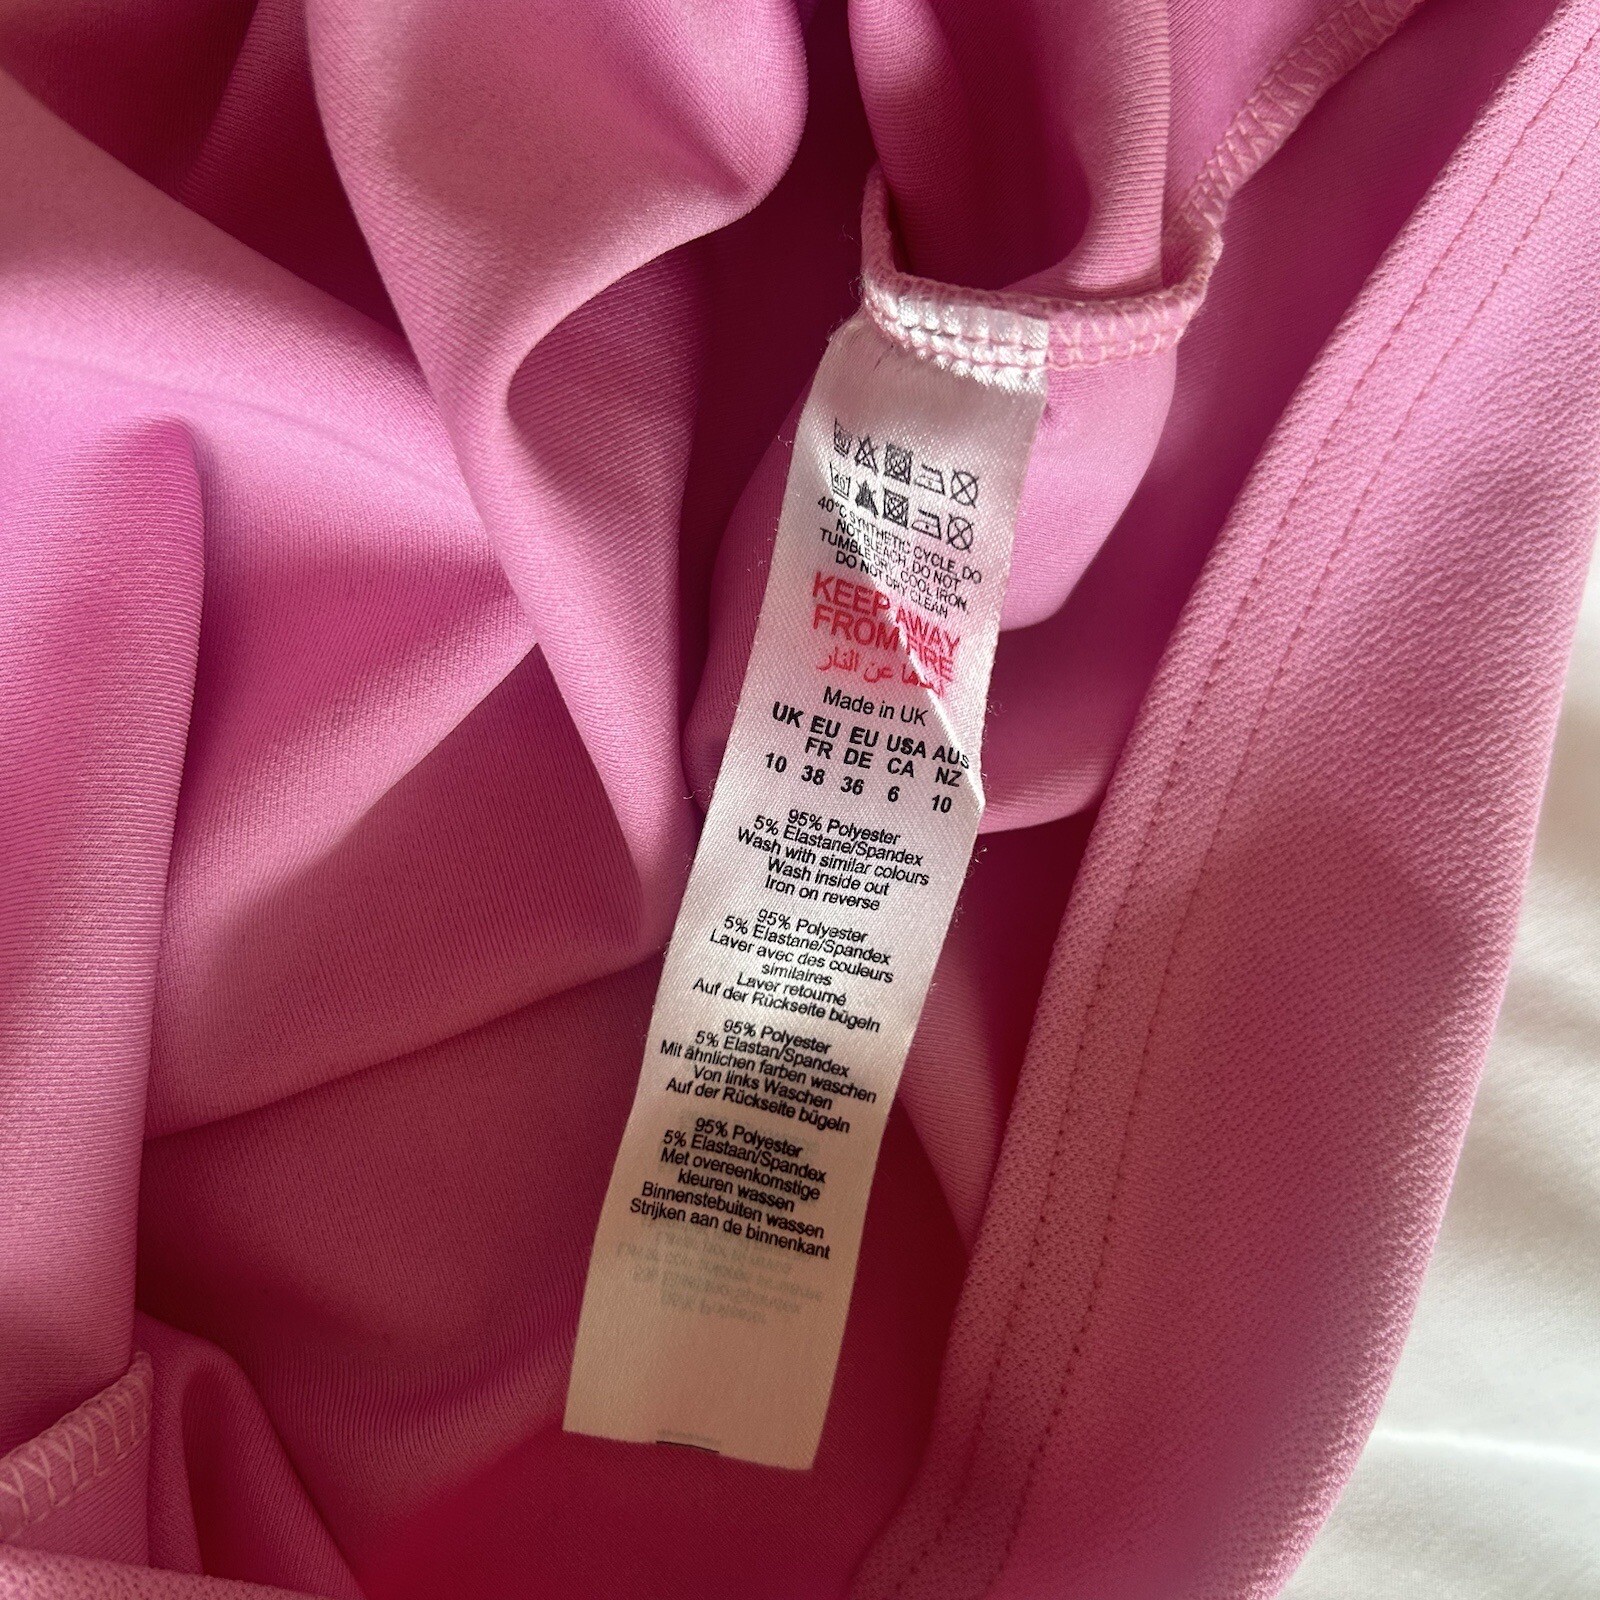 40°C SYNTHETIC CYCLE, DO
NOT BLEACH, DO NOT
TUMBLE DRY, COOL IRON,
DO NOT DRY CLEAN
KEEP AWAY
FROM FIRE
عن النار
Made in UK
UK EU EU USA AUS
FR DE CA NZ
10 38 36 6 10
95% Polyester
5% Elastane/Spandex
Wash with similar colours
Wash inside out
Iron on reverse
95% Polyester
5% Elastane/Spandex
Laver avec des couleurs
similaires
Laver retourné
Auf der Rückseite bügeln
95% Polyester
5% Elastan/Spandex
Mit ähnlichen farben waschen
Von links Waschen
Auf der Rückseite bügeln
95% Polyester
5% Elastaan/Spandex
Met overeenkomstige
kleuren wassen
Binnenstebuiten wassen
Strijken aan de binnenkant